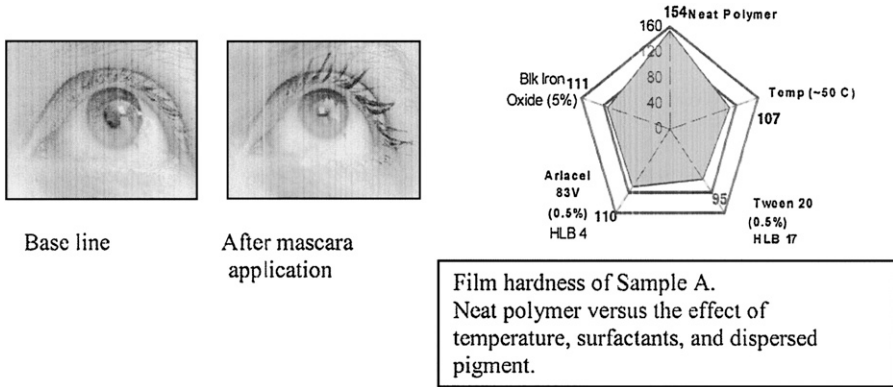 Base line
After mascara
application
154 Neat Polymer
160
120
80
40
0
Blk Iron 111
Oxide (5%)
Temp (~50 C)
107
Arlacel
83V
(0.5%) 110
HLB 4
95
Tween 20
(0.5%)
HLB 17
Film hardness of Sample A.
Neat polymer versus the effect of
temperature, surfactants, and dispersed
pigment.